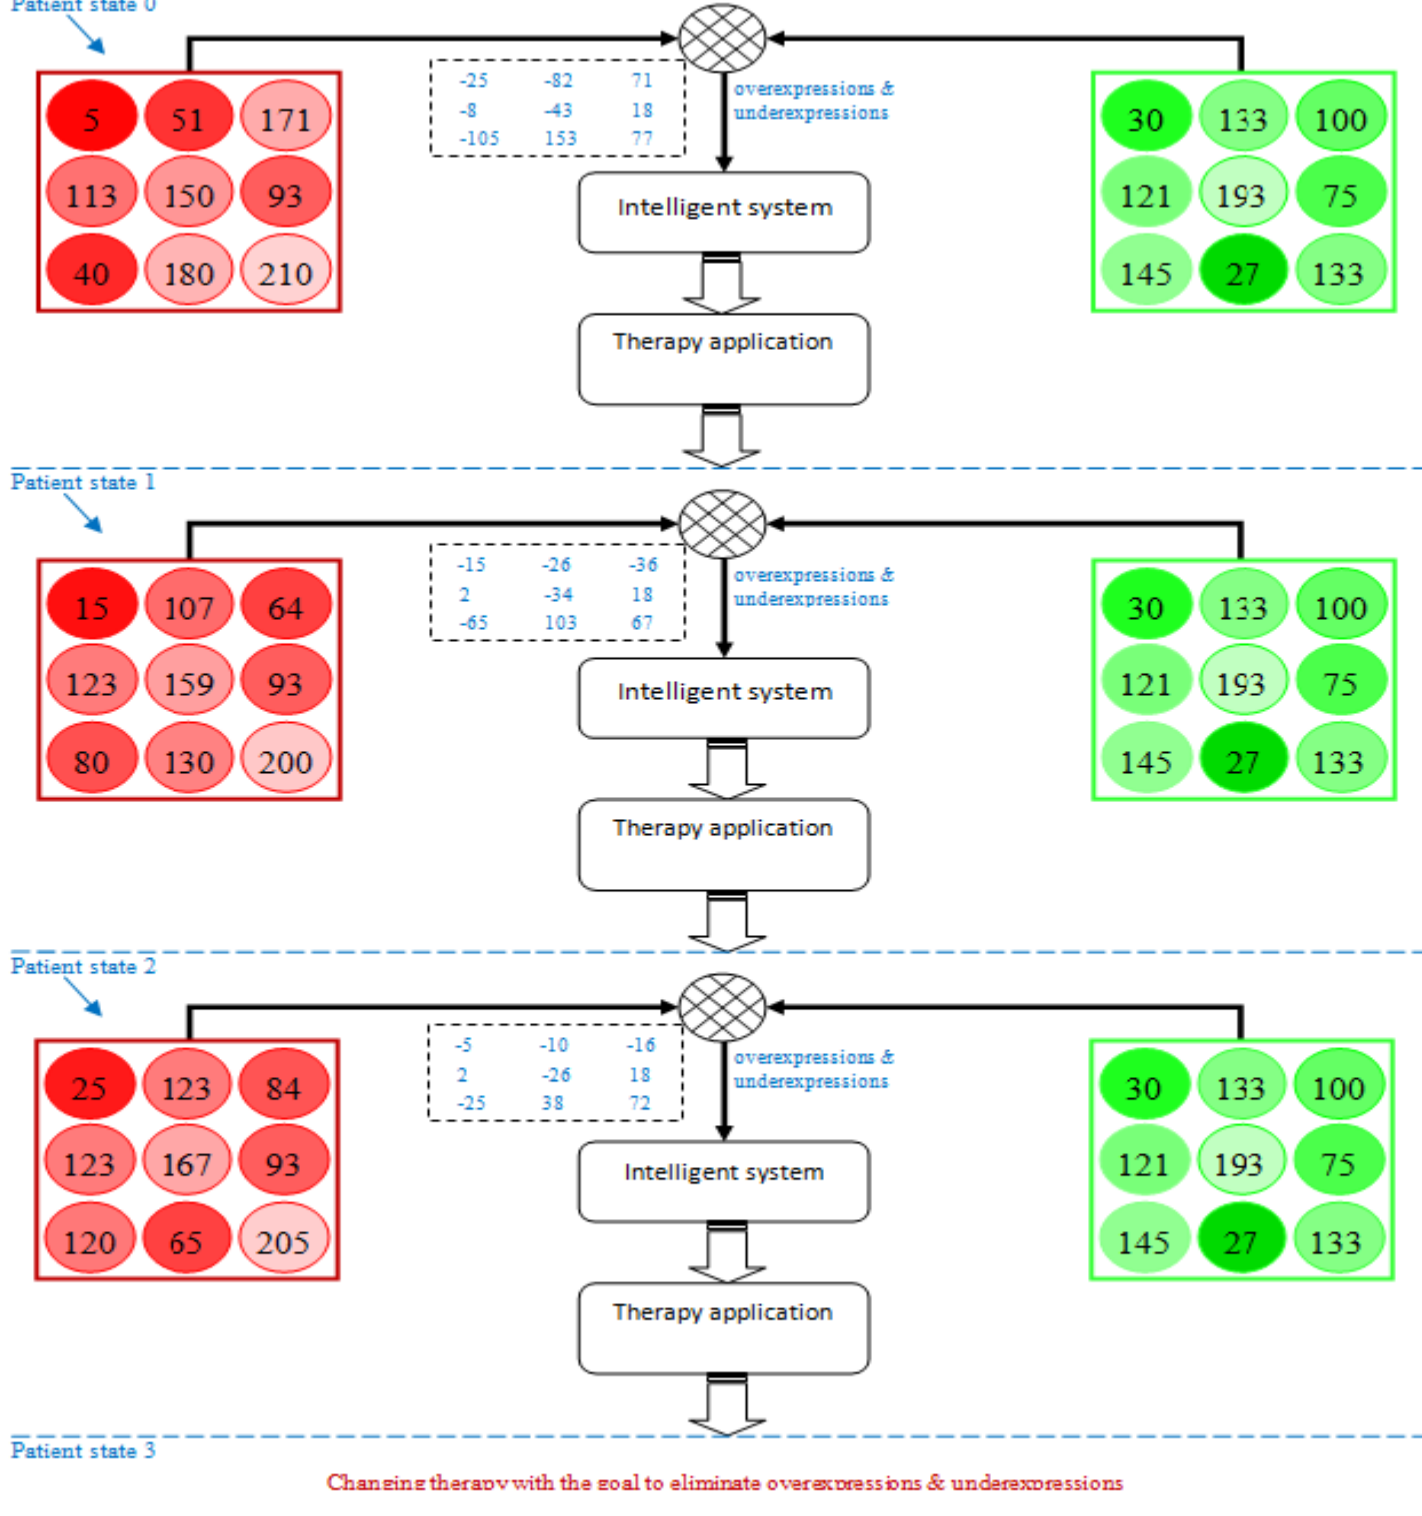 Patient state 0
5 51 171
113 150 93
40 180 210
-25 -82 71
-8 -43 18
-105 153 77
overexpressions &
underexpressions
30 133 100
121 193 75
145 27 133
Intelligent system
Therapy application
Patient state 1
15 107 64
123 159 93
80 130 200
-15 -26 -36
2 -34 18
-65 103 67
overexpressions &
underexpressions
30 133 100
121 193 75
145 27 133
Intelligent system
Therapy application
Patient state 2
25 123 84
123 167 93
120 65 205
-5 -10 -16
2 -26 18
-25 38 72
overexpressions &
underexpressions
30 133 100
121 193 75
145 27 133
Intelligent system
Therapy application
Patient state 3
Changing therapy with the goal to eliminate overexpressions & underexpressions